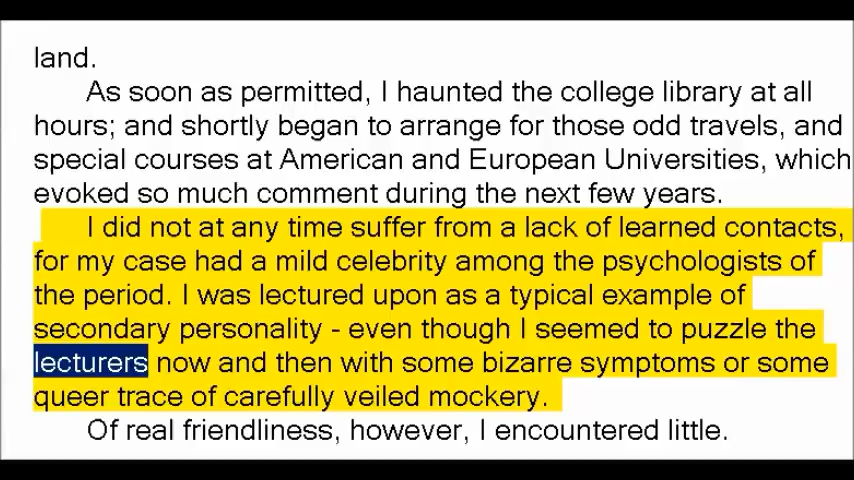 land.
As soon as permitted, I haunted the college library at all
hours; and shortly began to arrange for those odd travels, and
special courses at American and European Universities, which
evoked so much comment during the next few years.
I did not at any time suffer from a lack of learned contacts,
for my case had a mild celebrity among the psychologists of
the period. I was lectured upon as a typical example of
secondary personality - even though I seemed to puzzle the
lecturers now and then with some bizarre symptoms or some
queer trace of carefully veiled mockery.
Of real friendliness, however, I encountered little.